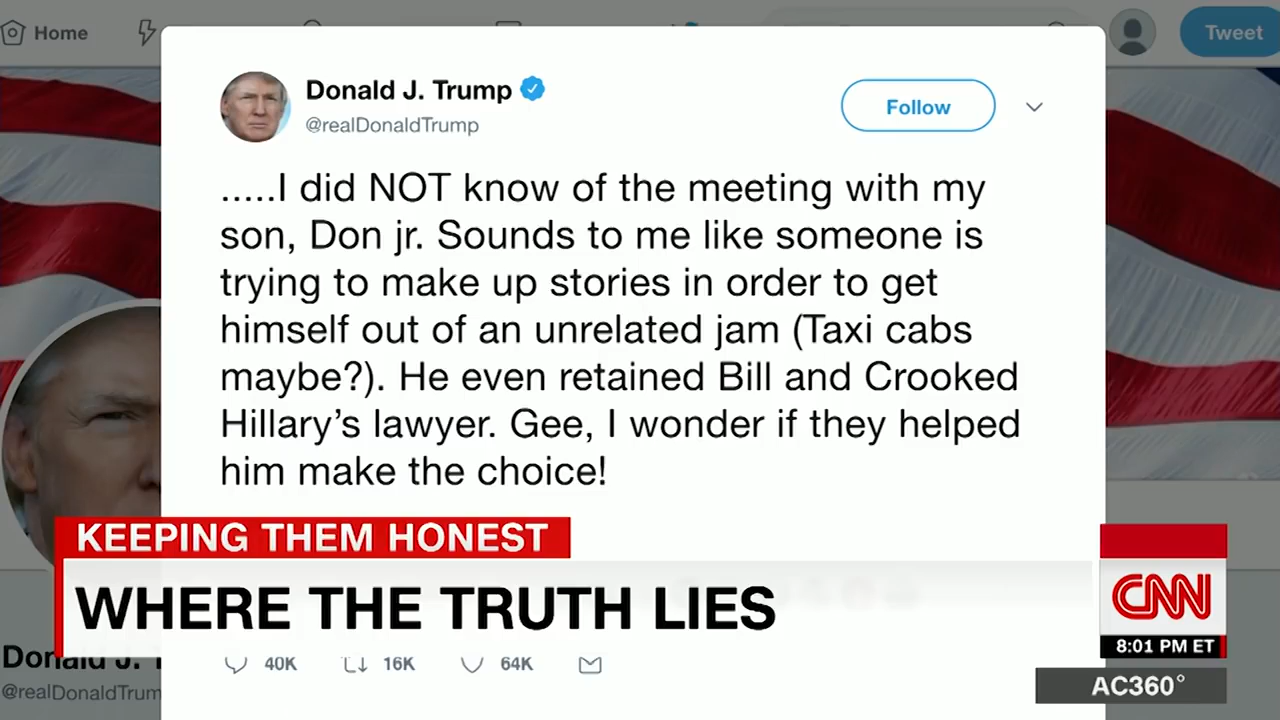 Home
Tweet
Donald J. Trump
@realDonaldTrump
Follow
.....I did NOT know of the meeting with my
son, Don jr. Sounds to me like someone is
trying to make up stories in order to get
himself out of an unrelated jam (Taxi cabs
maybe?). He even retained Bill and Crooked
Hillary’s lawyer. Gee, I wonder if they helped
him make the choice!
KEEPING THEM HONEST
WHERE THE TRUTH LIES
CNN
8:01 PM ET
AC360°
Donald J. T
@realDonaldTrum
40K
16K
64K